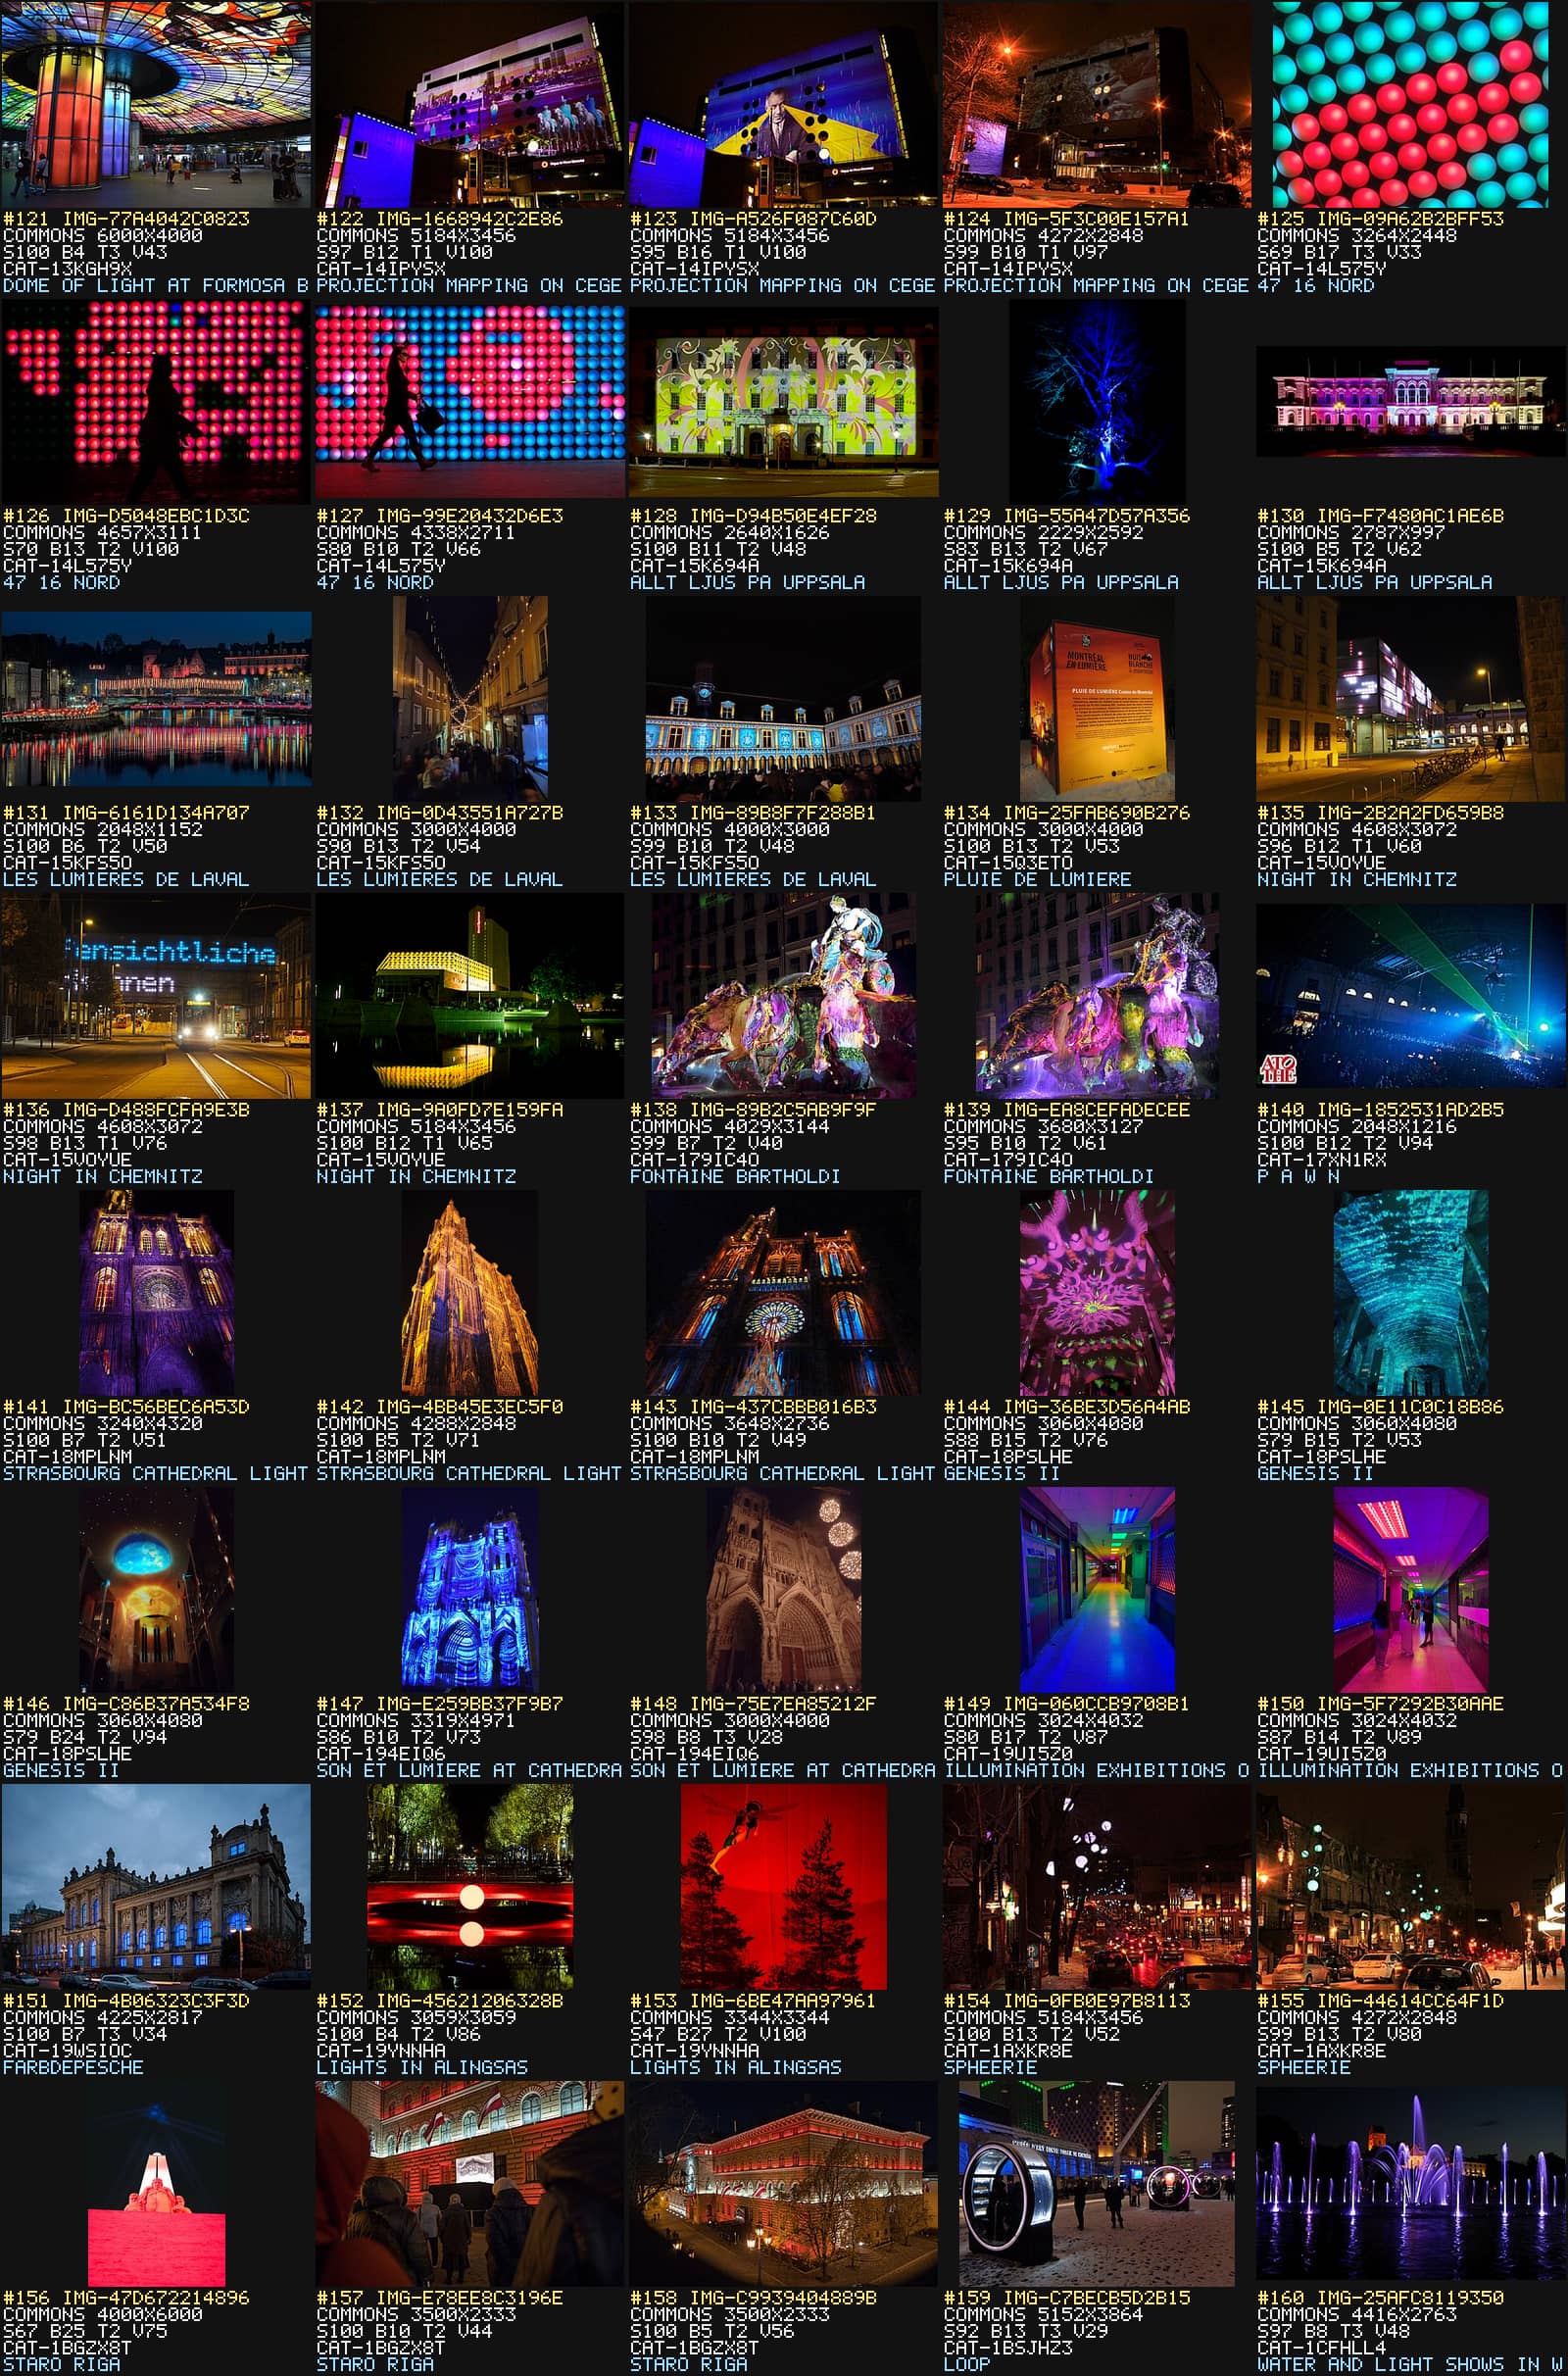 #121 IMG-77A4042C0823
COMMONS 6000X4000
S100 B4 T3 V43
CAT-13KGH9X
DOME OF LIGHT AT FORMOSA B
#122 IMG-1668942C2E86
COMMONS 5184X3456
S97 B12 T1 V100
CAT-14IPYSX
PROJECTION MAPPING ON CEGE
#123 IMG-A526F087C60D
COMMONS 5184X3456
S95 B16 T1 V100
CAT-14IPYSX
PROJECTION MAPPING ON CEGE
#124 IMG-5F3C00E157A1
COMMONS 4272X2848
S99 B10 T1 V97
CAT-14IPYSX
PROJECTION MAPPING ON CEGE
#125 IMG-09A62B2BFF53
COMMONS 3264X2448
S69 B17 T3 V33
CAT-14L575Y
47 16 NORD
#126 IMG-D5048EBC1D3C
COMMONS 4657X3111
S70 B13 T2 V100
CAT-14L575Y
47 16 NORD
#127 IMG-99E20432D6E3
COMMONS 4338X2711
S80 B10 T2 V66
CAT-14L575Y
47 16 NORD
#128 IMG-D94B50E4EF28
COMMONS 2640X1626
S100 B11 T2 V48
CAT-15K694A
ALLT LJUS PA UPPSALA
#129 IMG-55A47D57A356
COMMONS 2229X2592
S83 B13 T2 V67
CAT-15K694A
ALLT LJUS PA UPPSALA
#130 IMG-F7480AC1AE6B
COMMONS 2787X997
S100 B5 T2 V62
CAT-15K694A
ALLT LJUS PA UPPSALA
#131 IMG-6161D134A707
COMMONS 2048X1152
S100 B6 T2 V50
CAT-15KFS5O
LES LUMIERES DE LAVAL
#132 IMG-0D43551A727B
COMMONS 3000X4000
S90 B13 T2 V54
CAT-15KFS5O
LES LUMIERES DE LAVAL
#133 IMG-89B8F7F288B1
COMMONS 4000X3000
S99 B10 T2 V48
CAT-15KFS5O
LES LUMIERES DE LAVAL
MONTRÉAL
EN LUMIÈRE
NUIT
BLANCHE
PLUIE DE LUMIÈRE
#134 IMG-25FAB690B276
COMMONS 3000X4000
S100 B13 T2 V53
CAT-15Q3ETO
PLUIE DE LUMIERE
#135 IMG-2B2A2FD659B8
COMMONS 4608X3072
S96 B12 T1 V60
CAT-15VOYUE
NIGHT IN CHEMNITZ
ensichtliche
nnen
#136 IMG-D488FCFA9E3B
COMMONS 4608X3072
S98 B13 T1 V76
CAT-15VOYUE
NIGHT IN CHEMNITZ
#137 IMG-9A0FD7E159FA
COMMONS 5184X3456
S100 B12 T1 V65
CAT-15VOYUE
NIGHT IN CHEMNITZ
#138 IMG-89B2C5AB9F9F
COMMONS 4029X3144
S99 B7 T2 V40
CAT-179IC4O
FONTAINE BARTHOLDI
#139 IMG-EA8CEFADECEE
COMMONS 3680X3127
S95 B10 T2 V61
CAT-179IC4O
FONTAINE BARTHOLDI
#140 IMG-1852531AD2B5
COMMONS 2048X1216
S100 B12 T2 V94
CAT-17XN1RX
P A W N
#141 IMG-BC56BEC6A53D
COMMONS 3240X4320
S100 B7 T2 V51
CAT-18MPLNM
STRASBOURG CATHEDRAL LIGHT
#142 IMG-4BB45E3EC5F0
COMMONS 4288X2848
S100 B5 T2 V71
CAT-18MPLNM
STRASBOURG CATHEDRAL LIGHT
#143 IMG-437CBBB016B3
COMMONS 3648X2736
S100 B10 T2 V49
CAT-18MPLNM
STRASBOURG CATHEDRAL LIGHT
#144 IMG-36BE3D56A4AB
COMMONS 3060X4080
S88 B15 T2 V76
CAT-18PSLHE
GENESIS II
#145 IMG-0E11C0C18B86
COMMONS 3060X4080
S79 B15 T2 V53
CAT-18PSLHE
GENESIS II
#146 IMG-C86B37A534F8
COMMONS 3060X4080
S79 B24 T2 V94
CAT-18PSLHE
GENESIS II
#147 IMG-E259BB37F9B7
COMMONS 3319X4971
S86 B10 T2 V73
CAT-194EIQ6
SON ET LUMIERE AT CATHEDRA
#148 IMG-75E7EA85212F
COMMONS 3000X4000
S98 B8 T3 V28
CAT-194EIQ6
SON ET LUMIERE AT CATHEDRA
#149 IMG-060CCB9708B1
COMMONS 3024X4032
S80 B17 T2 V87
CAT-19UI5Z0
ILLUMINATION EXHIBITIONS O
#150 IMG-5F7292B30AAE
COMMONS 3024X4032
S87 B14 T2 V89
CAT-19UI5Z0
ILLUMINATION EXHIBITIONS O
#151 IMG-4B06323C3F3D
COMMONS 4225X2817
S100 B7 T3 V34
CAT-19WSIOC
FARBDEPESCHE
#152 IMG-45621206328B
COMMONS 3059X3059
S100 B4 T2 V86
CAT-19YNNHA
LIGHTS IN ALINGSAS
#153 IMG-6BE47AA97961
COMMONS 3344X3344
S47 B27 T2 V100
CAT-19YNNHA
LIGHTS IN ALINGSAS
#154 IMG-0FB0E97B8113
COMMONS 5184X3456
S100 B13 T2 V52
CAT-1AXKR8E
SPHEERIE
#155 IMG-44614CC64F1D
COMMONS 4272X2848
S99 B13 T2 V80
CAT-1AXKR8E
SPHEERIE
#156 IMG-47D672214896
COMMONS 4000X6000
S67 B25 T2 V75
CAT-1BGZX8T
STARO RIGA
#157 IMG-E78EE8C3196E
COMMONS 3500X2333
S100 B10 T2 V44
CAT-1BGZX8T
STARO RIGA
#158 IMG-C9939404889B
COMMONS 3500X2333
S100 B5 T2 V56
CAT-1BGZX8T
STARO RIGA
#159 IMG-C7BECB5D2B15
COMMONS 5152X3864
S92 B13 T3 V29
CAT-1BSJHZ3
LOOP
#160 IMG-25AFC8119350
COMMONS 4416X2763
S97 B8 T3 V48
CAT-1CFHLL4
WATER AND LIGHT SHOWS IN W